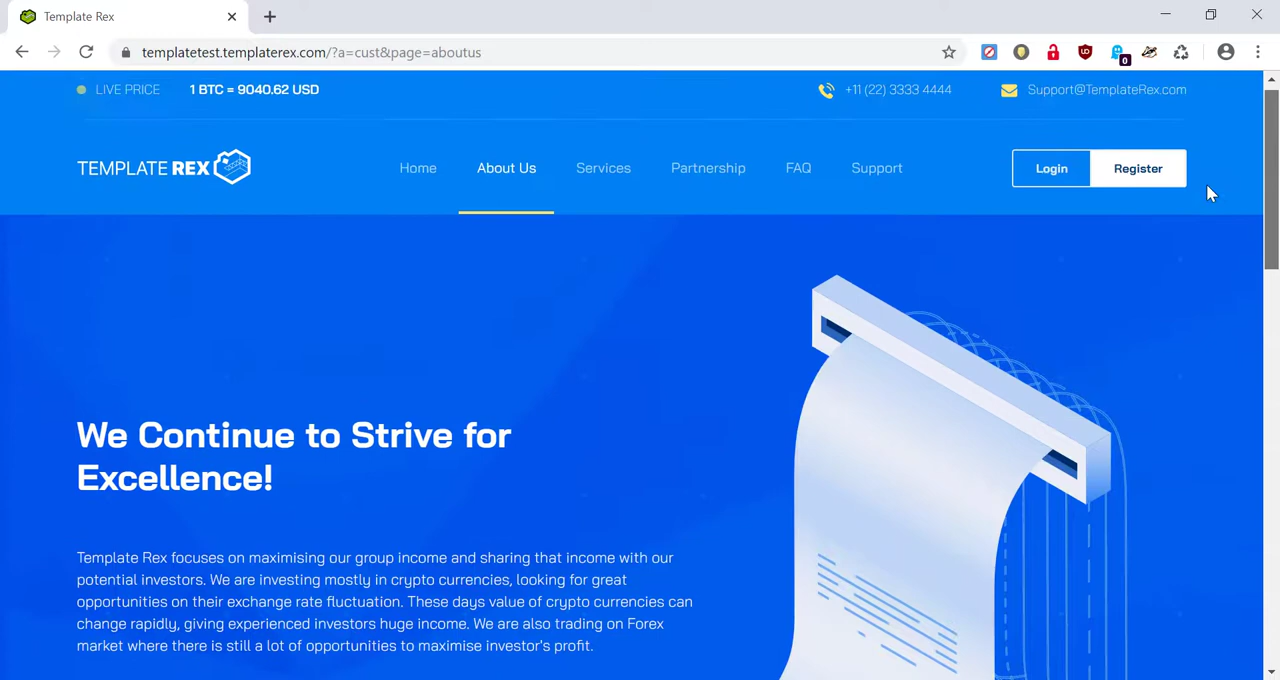 Template Rex
templatetest.templaterex.com/?a=cust&page=aboutus
UD
0
LIVE PRICE 1 BTC = 9040.62 USD
+11 (22) 3333 4444
Support@TemplateRex.com
TEMPLATE REX
Home
About Us
Services
Partnership
FAQ
Support
Login
Register
We Continue to Strive for
Excellence!
Template Rex focuses on maximising our group income and sharing that income with our
potential investors. We are investing mostly in crypto currencies, looking for great
opportunities on their exchange rate fluctuation. These days value of crypto currencies can
change rapidly, giving experienced investors huge income. We are also trading on Forex
market where there is still a lot of opportunities to maximise investor's profit.